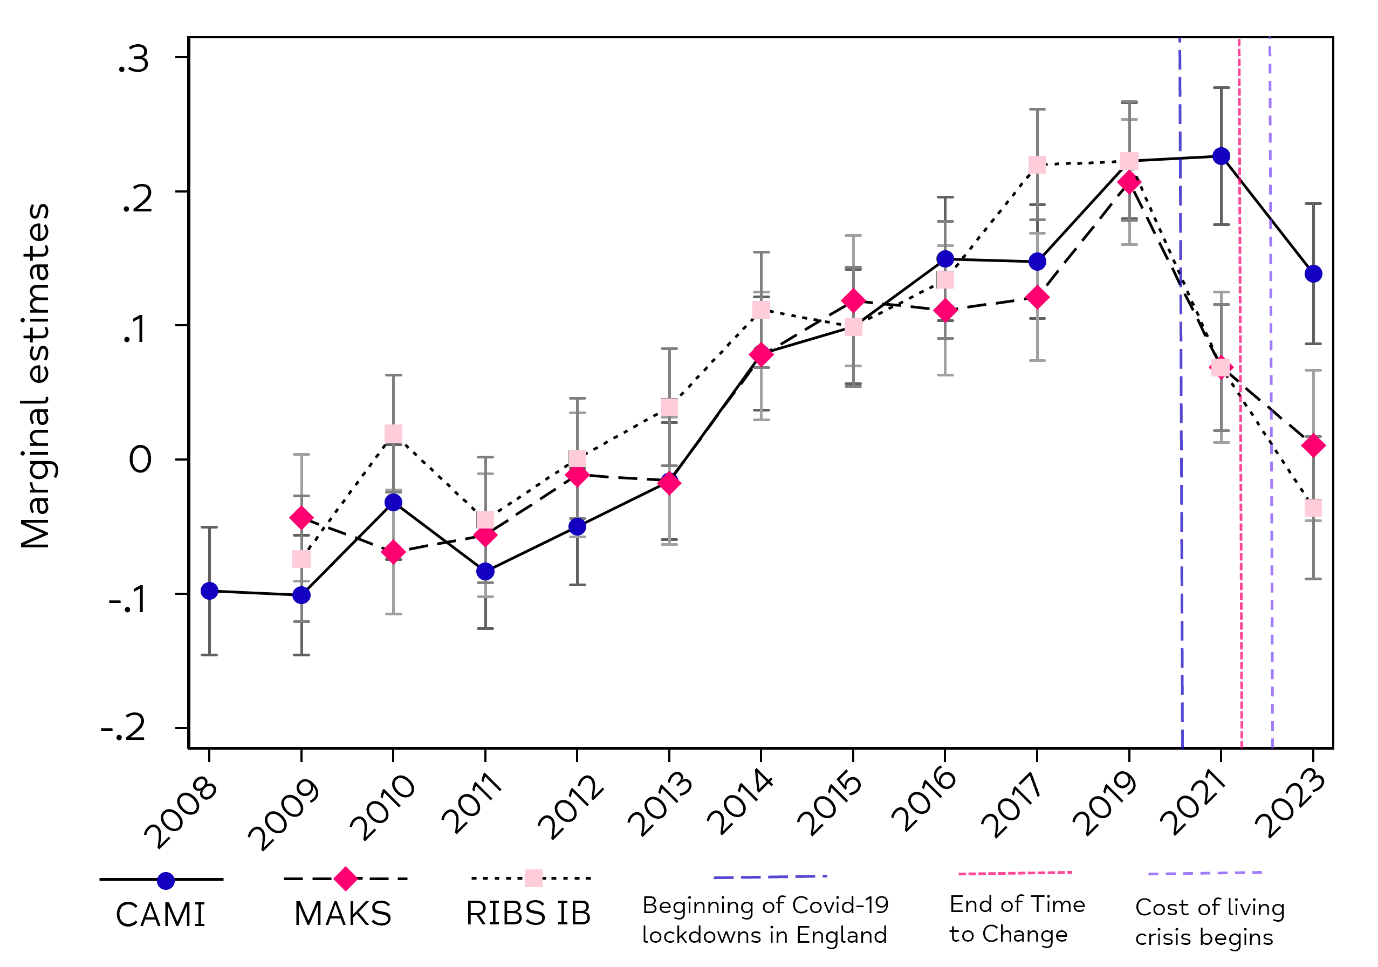 Marginal estimates
.3
.2
.1
0
-.1
-.2
2008
2009
2010
2011
2012
2013
2014
2015
2016
2017
2019
2021
2023
CAMI
MAKS
RIBS IB
Beginning of Covid-19
lockdowns in England
End of Time
to Change
Cost of living
crisis begins